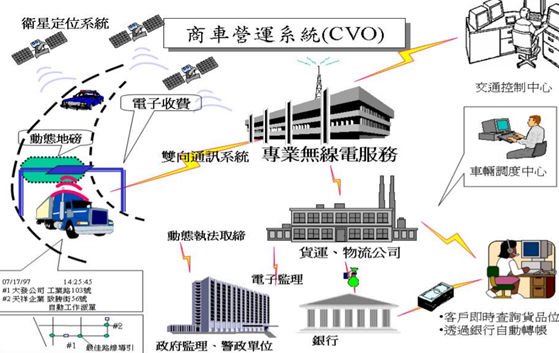 商車營運系統(CVO)
衛星定位系統
電子收費
動態地磅
雙向通訊系統
專業無線電服務
交通控制中心
車輛調度中心
貨運、物流公司
動態執法取締
電子監理
07/17/97 14:25:45
#1 大發公司 工業路103號
#2 天祥企業 致勝街56號
自動工作派單
#2
#1
最佳路線導引
政府監理、警政單位
銀行
•客戶即時查詢貨品位
•透過銀行自動轉帳